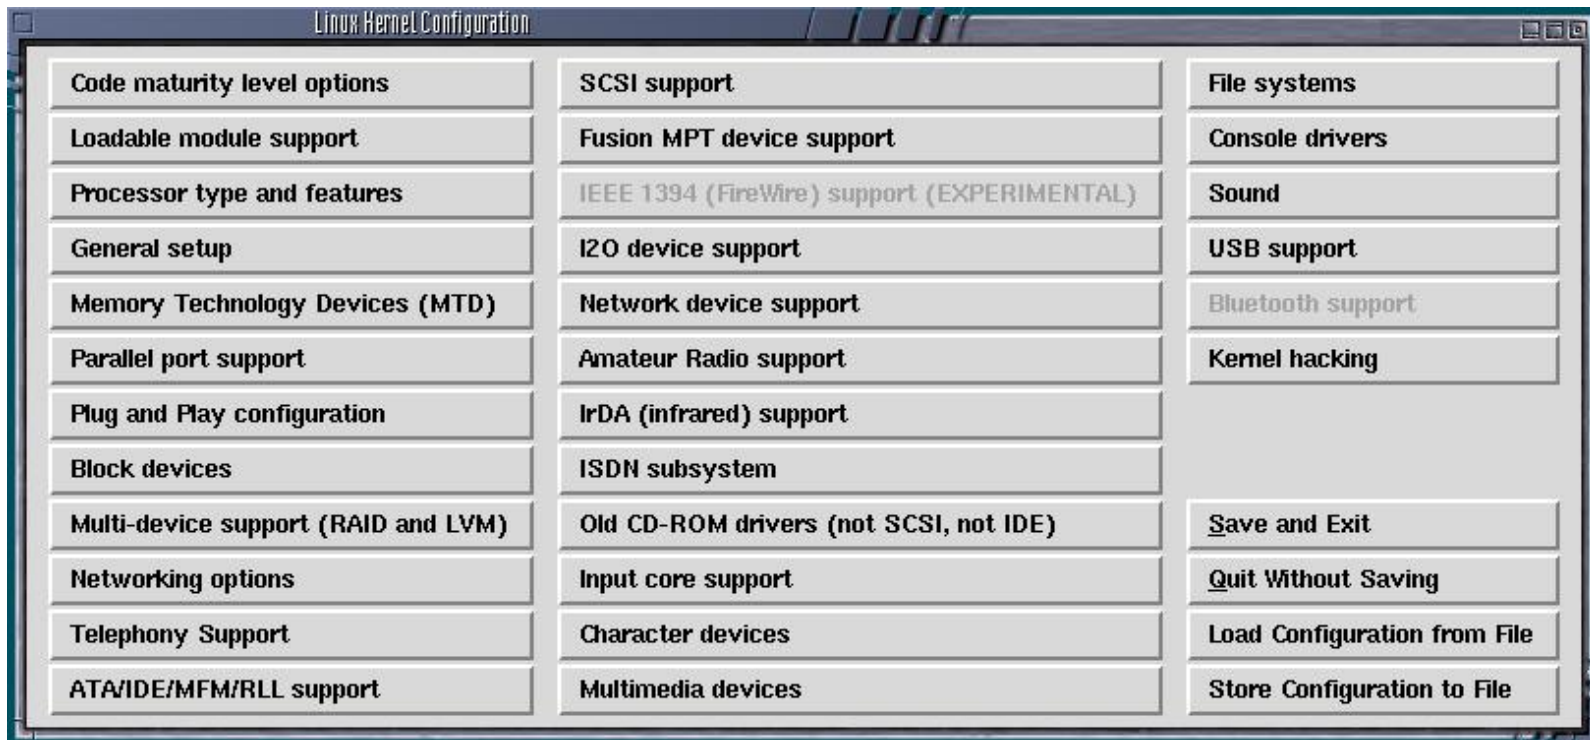 Linux Kernel Configuration
Code maturity level options
Loadable module support
Processor type and features
General setup
Memory Technology Devices (MTD)
Parallel port support
Plug and Play configuration
Block devices
Multi-device support (RAID and LVM)
Networking options
Telephony Support
ATA/IDE/MFM/RLL support
SCSI support
Fusion MPT device support
IEEE 1394 (FireWire) support (EXPERIMENTAL)
I2O device support
Network device support
Amateur Radio support
IrDA (infrared) support
ISDN subsystem
Old CD-ROM drivers (not SCSI, not IDE)
Input core support
Character devices
Multimedia devices
File systems
Console drivers
Sound
USB support
Bluetooth support
Kernel hacking
Save and Exit
Quit Without Saving
Load Configuration from File
Store Configuration to File